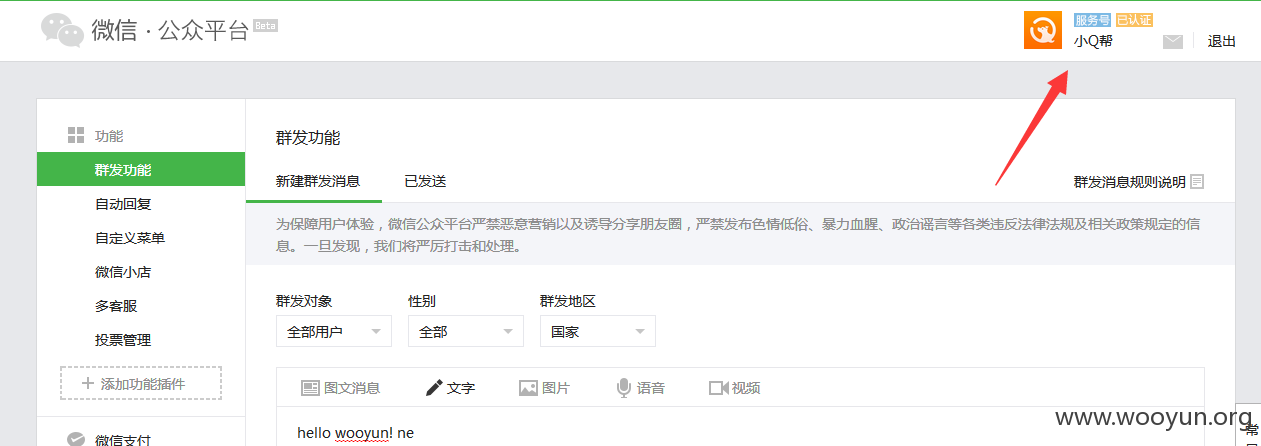 微信·公众平台 Beta
服务号 已认证
小Q帮
退出
功能
群发功能
自动回复
自定义菜单
微信小店
多客服
投票管理
+ 添加功能插件
微信支付
群发功能
新建群发消息 已发送 群发消息规则说明
为保障用户体验，微信公众平台严禁恶意营销以及诱导分享朋友圈，严禁发布色情低俗、暴力血腥、政治谣言等各类违反法律法规及相关政策规定的信
息。一旦发现，我们将严厉打击和处理。
群发对象 性别 群发地区
全部用户 全部 国家
图文消息 文字 图片 语音 视频
hello wooyun! ne
www.wooyun.org
常